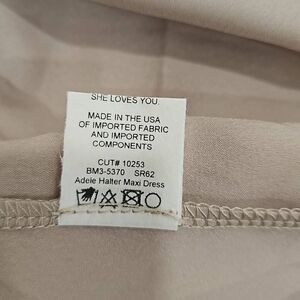 SHE LOVES YOU.
MADE IN THE USA
OF IMPORTED FABRIC
AND IMPORTED
COMPONENTS
CUT# 10253
BM3-5370 SR62
Adele Halter Maxi Dress